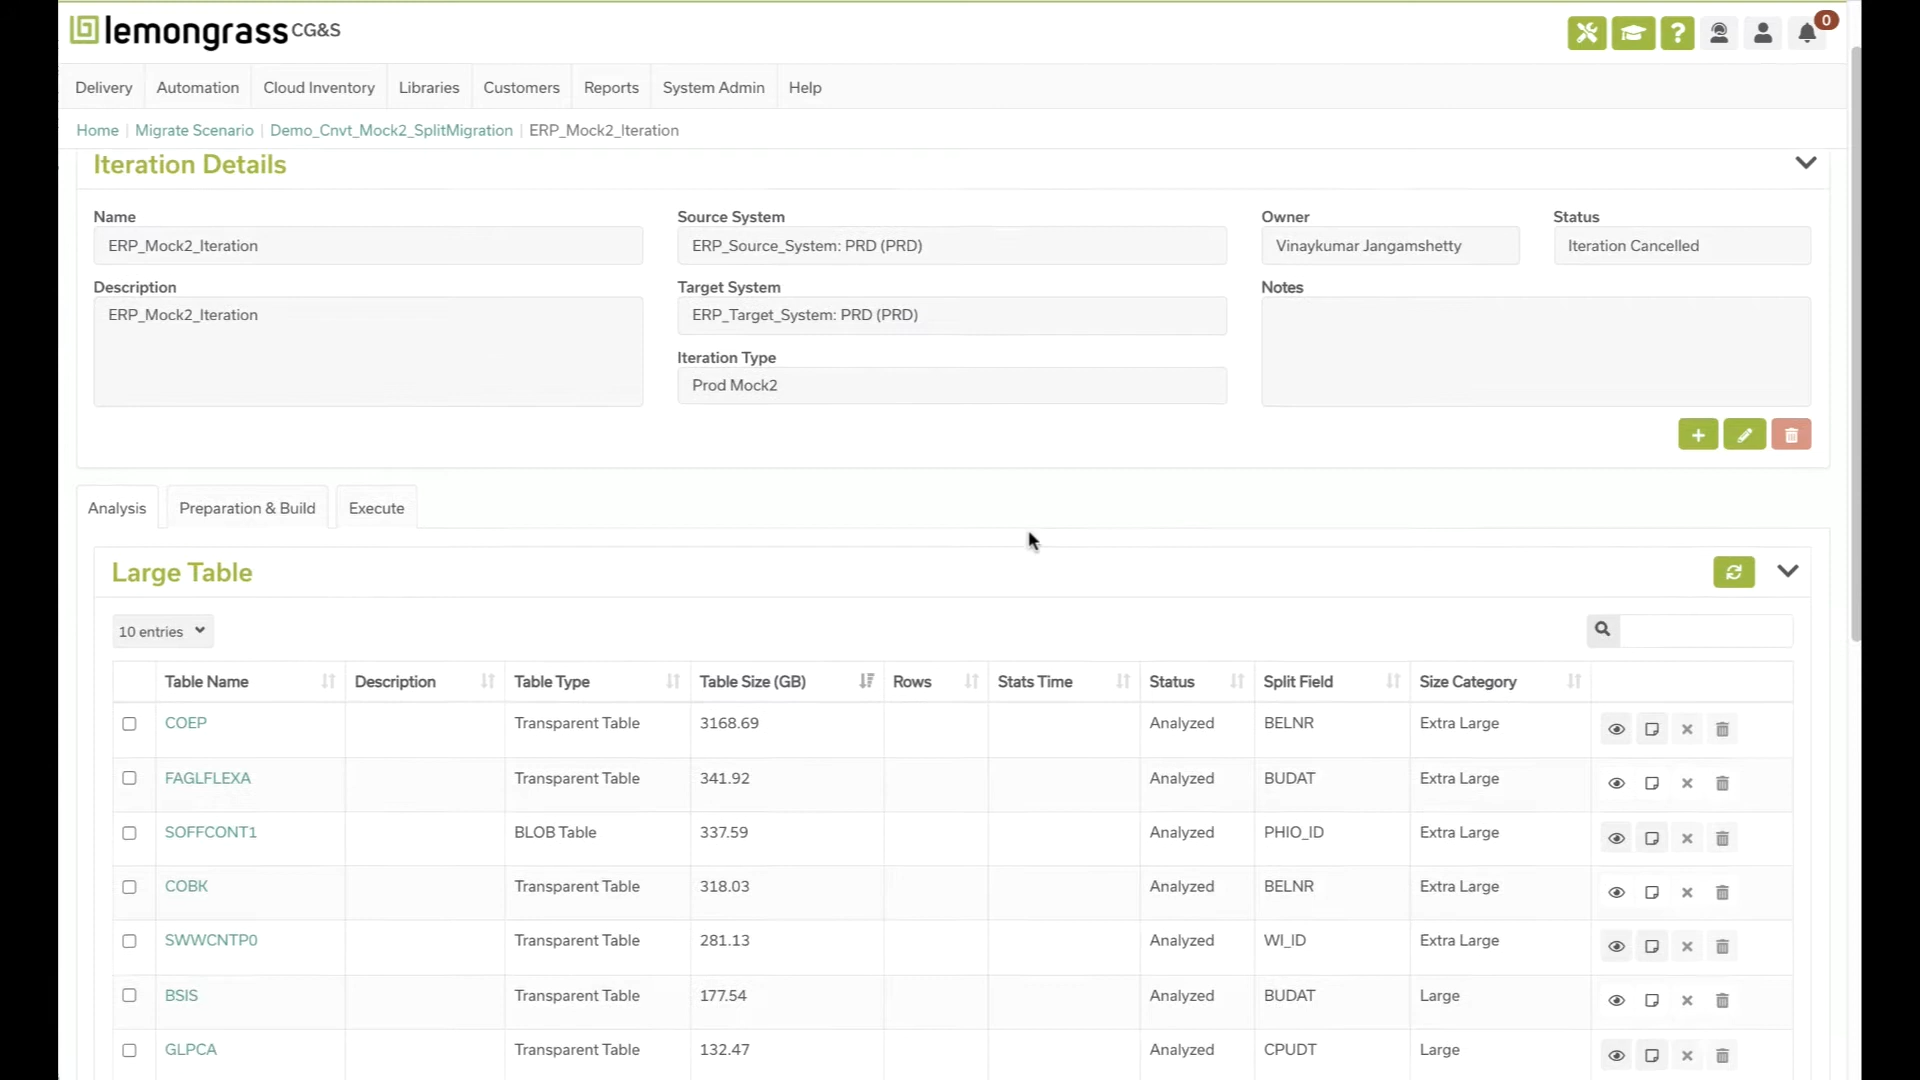 lemongrass CG&S
0
Delivery Automation Cloud Inventory Libraries Customers Reports System Admin Help
Home | Migrate Scenario | Demo_Cnvt_Mock2_SplitMigration | ERP_Mock2_Iteration
Iteration Details
Name Source System Owner Status
ERP_Mock2_Iteration ERP_Source_System: PRD (PRD) Vinaykumar Jangamshetty Iteration Cancelled
Description Target System Notes
ERP_Mock2_Iteration ERP_Target_System: PRD (PRD)
Iteration Type
Prod Mock2
Analysis Preparation & Build Execute
Large Table
10 entries
Table Name Description Table Type Table Size (GB) Rows Stats Time Status Split Field Size Category
COEP Transparent Table 3168.69 Analyzed BELNR Extra Large
FAGLFLEXA Transparent Table 341.92 Analyzed BUDAT Extra Large
SOFFCONT1 BLOB Table 337.59 Analyzed PHIO_ID Extra Large
COBK Transparent Table 318.03 Analyzed BELNR Extra Large
SWWCNTP0 Transparent Table 281.13 Analyzed WI_ID Extra Large
BSIS Transparent Table 177.54 Analyzed BUDAT Large
GLPCA Transparent Table 132.47 Analyzed CPUDT Large